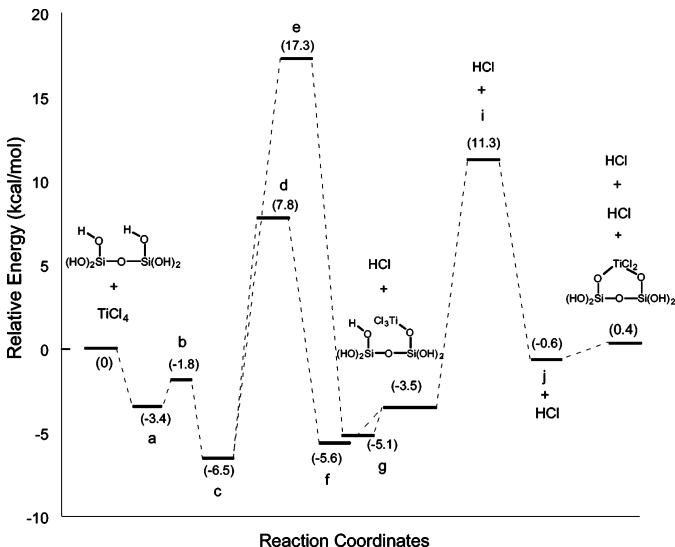 20
15
10
5
0
-5
-10
Relative Energy (kcal/mol)
Reaction Coordinates
H H
O O
(HO)2Si O Si(OH)2
+
TiCl4
(0)
(-3.4)
a
b
(-1.8)
(-6.5)
c
e
(17.3)
d
(7.8)
(-5.6)
f
(-5.1)
g
HCl
+
Cl3Ti
H O
O
(HO)2Si O Si(OH)2
(-3.5)
HCl
+
i
(11.3)
(-0.6)
j
+
HCl
HCl
+
HCl
+
TiCl2
O O
(HO)2Si O Si(OH)2
(0.4)